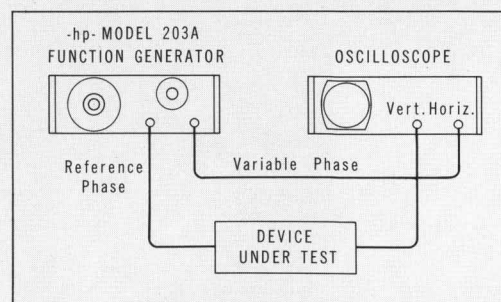 -hp- MODEL 203A
FUNCTION GENERATOR
OSCILLOSCOPE
Vert. Horiz.
Reference
Phase
Variable Phase
DEVICE
UNDER TEST